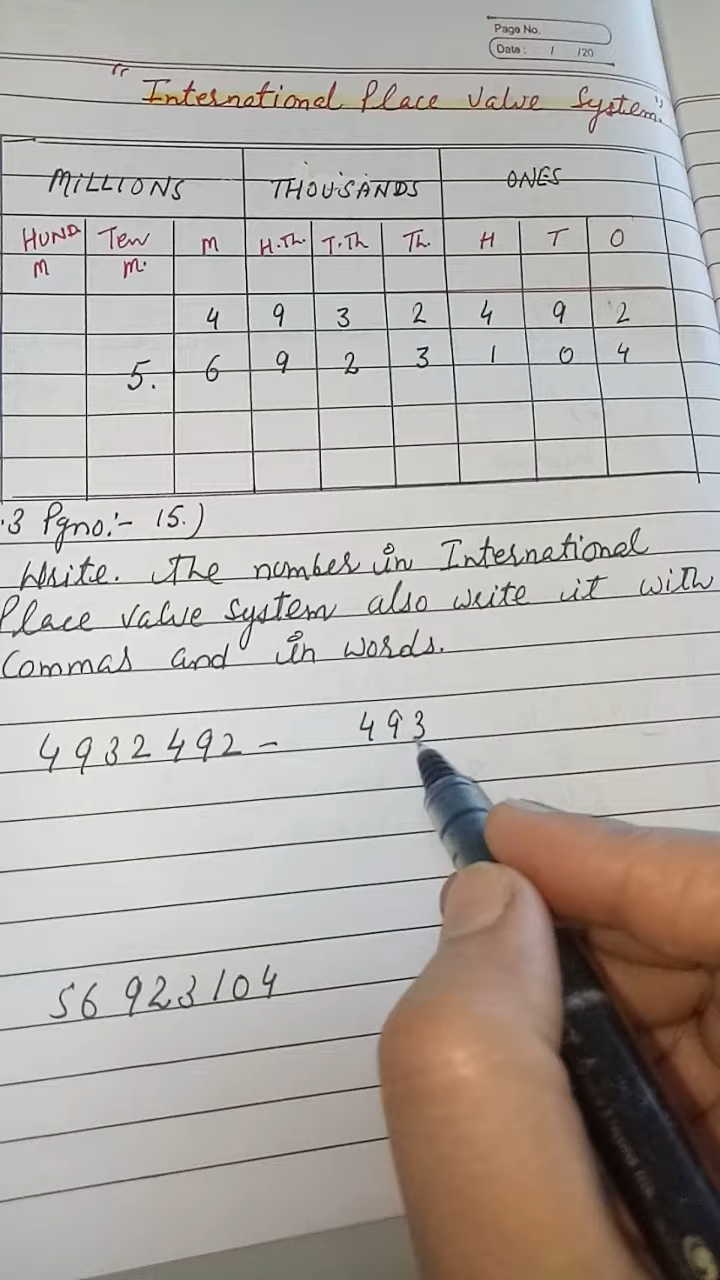 Page No.
Date : / /20
" International Place Value System."
MILLIONS THOUSANDS ONES
HUND Ten M H.Th. T.Th Th. H T O
M M.
4 9 3 2 4 9 2
5. 6 9 2 3 1 0 4
.3 Pgno:- 15.)
Write. The number in International
Place value system also write it with
Commas and in words.
4932492 - 493
56923104